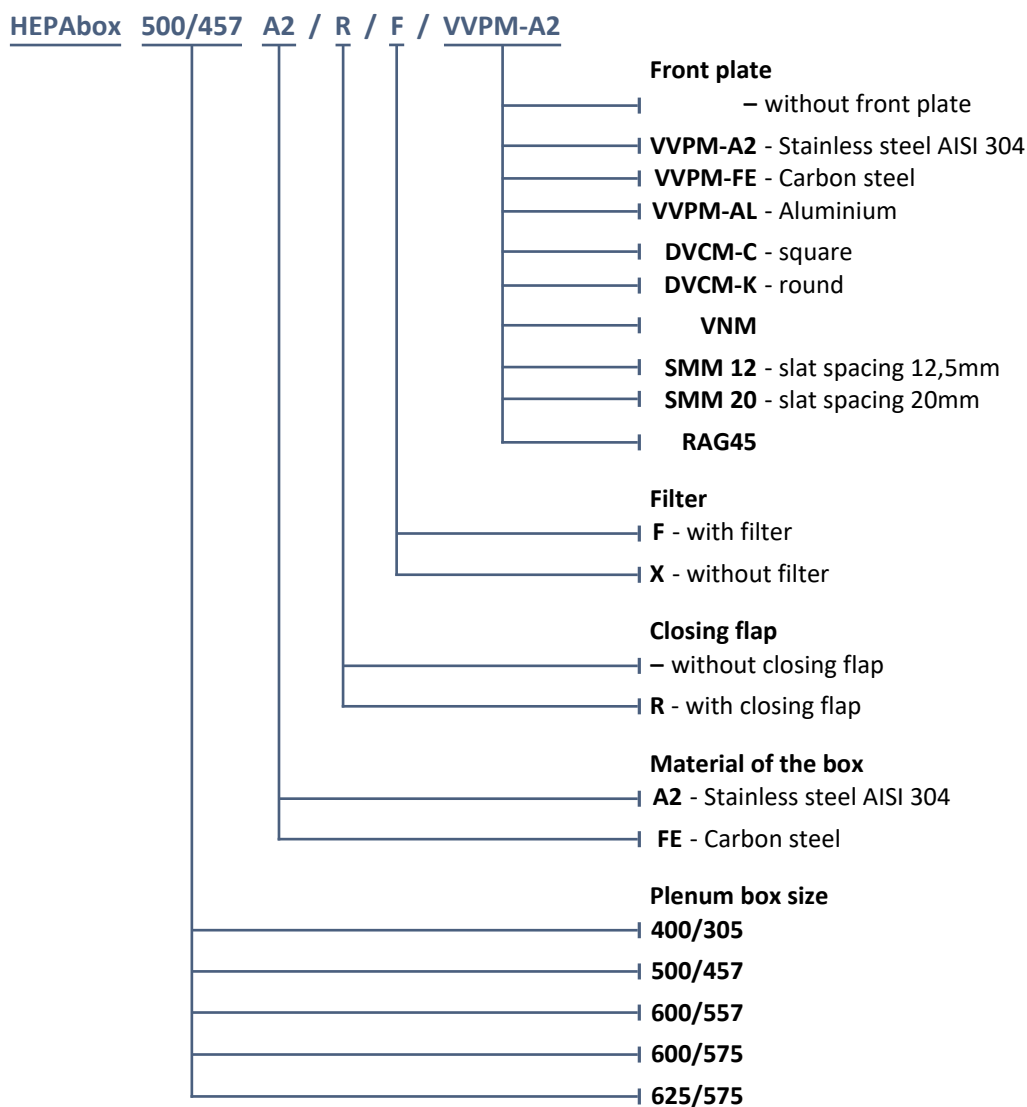 HEPAbox 500/457 A2 / R / F / VVPM-A2
Front plate
– without front plate
VVPM-A2 - Stainless steel AISI 304
VVPM-FE - Carbon steel
VVPM-AL - Aluminium
DVCM-C - square
DVCM-K - round
VNM
SMM 12 - slat spacing 12,5mm
SMM 20 - slat spacing 20mm
RAG45
Filter
F - with filter
X - without filter
Closing flap
– without closing flap
R - with closing flap
Material of the box
A2 - Stainless steel AISI 304
FE - Carbon steel
Plenum box size
400/305
500/457
600/557
600/575
625/575